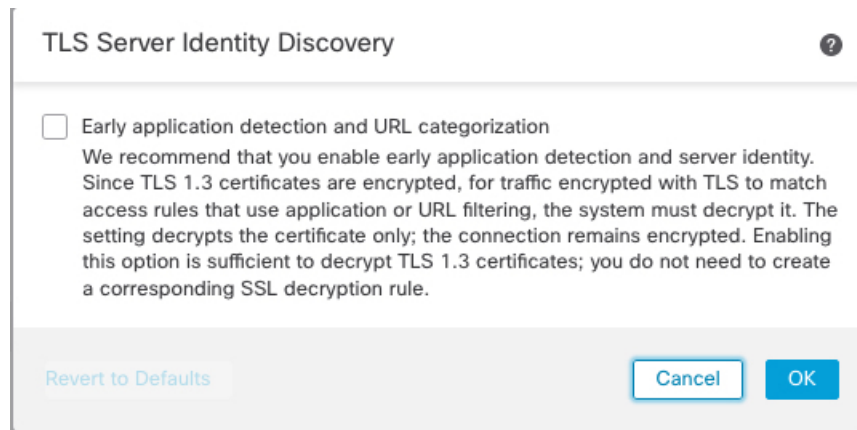 TLS Server Identity Discovery
?
Early application detection and URL categorization
We recommend that you enable early application detection and server identity.
Since TLS 1.3 certificates are encrypted, for traffic encrypted with TLS to match
access rules that use application or URL filtering, the system must decrypt it. The
setting decrypts the certificate only; the connection remains encrypted. Enabling
this option is sufficient to decrypt TLS 1.3 certificates; you do not need to create
a corresponding SSL decryption rule.
Revert to Defaults
Cancel
OK